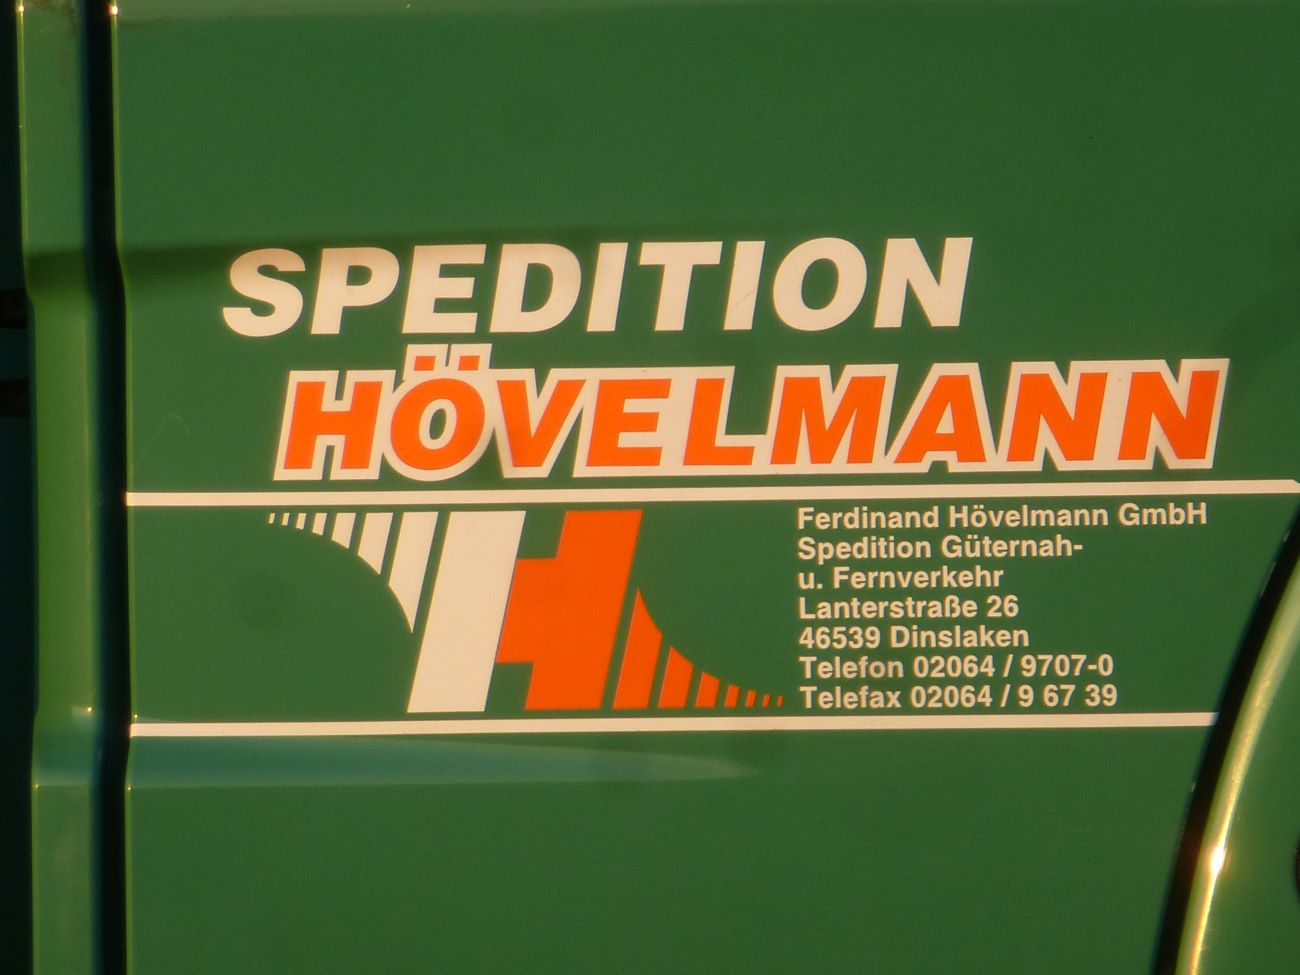 SPEDITION
HÖVELMANN
Ferdinand Hövelmann GmbH
Spedition Güternah-
u. Fernverkehr
Lanterstraße 26
46539 Dinslaken
Telefon 02064 / 9707-0
Telefax 02064 / 9 67 39